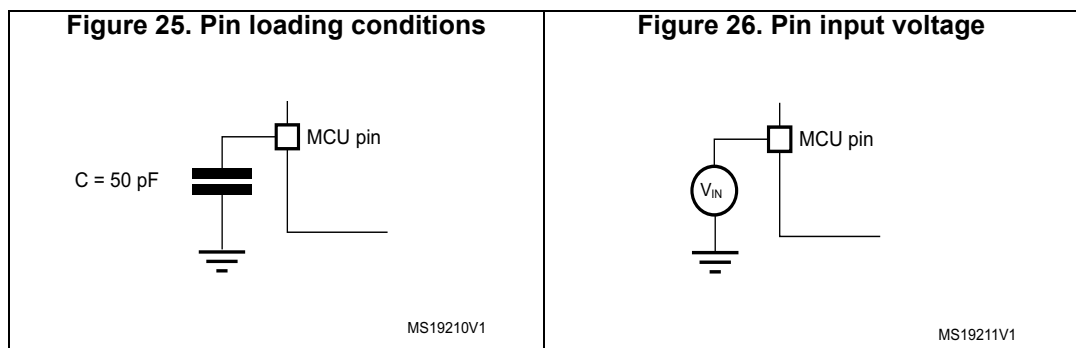 Figure 25. Pin loading conditions
MCU pin
C = 50 pF
MS19210V1
Figure 26. Pin input voltage
MCU pin
VIN
MS19211V1